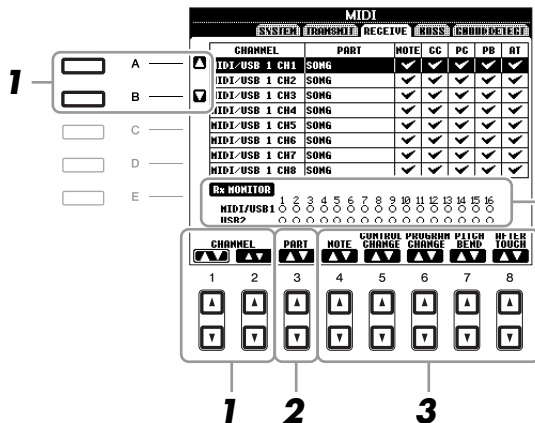 MIDI
SYSTEM TRANSMIT RECEIVE BASS CHORD DETECT
CHANNEL PART NOTE CC PC PB AT
MIDI/USB 1 CH1 SONG
MIDI/USB 1 CH2 SONG
MIDI/USB 1 CH3 SONG
MIDI/USB 1 CH4 SONG
MIDI/USB 1 CH5 SONG
MIDI/USB 1 CH6 SONG
MIDI/USB 1 CH7 SONG
MIDI/USB 1 CH8 SONG
1
A
B
C
D
E
Rx MONITOR
1 2 3 4 5 6 7 8 9 10 11 12 13 14 15 16
MIDI/USB1
USB2
CHANNEL PART NOTE CONTROL CHANGE PROGRAM CHANGE PITCH BEND AFTER TOUCH
1 2 3 4 5 6 7 8
1 2 3